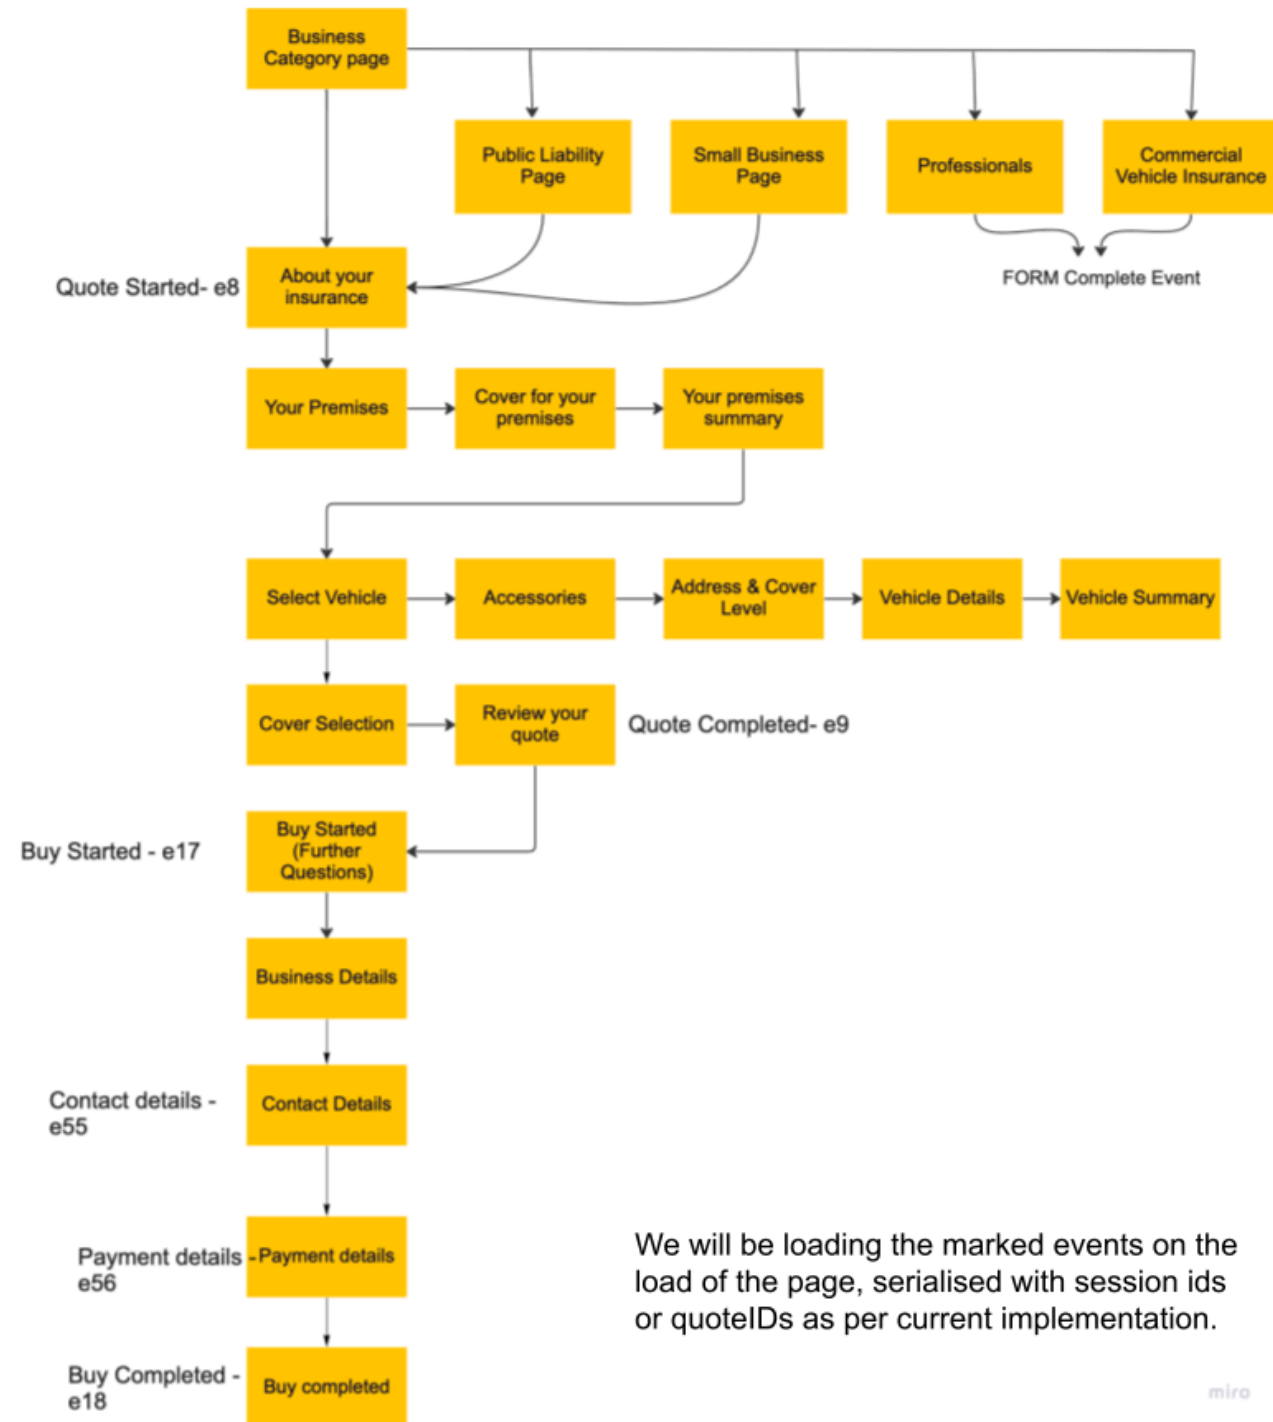 Business
Category page
Public Liability
Page
Small Business
Page
Professionals
Commercial
Vehicle Insurance
FORM Complete Event
Quote Started- e8
About your
insurance
Your Premises
Cover for your
premises
Your premises
summary
Select Vehicle
Accessories
Address & Cover
Level
Vehicle Details
Vehicle Summary
Cover Selection
Review your
quote
Quote Completed- e9
Buy Started - e17
Buy Started
(Further
Questions)
Business Details
Contact details -
e55
Contact Details
Payment details -
e56
Payment details
We will be loading the marked events on the
load of the page, serialised with session ids
or quoteIDs as per current implementation.
Buy Completed -
e18
Buy completed
miro